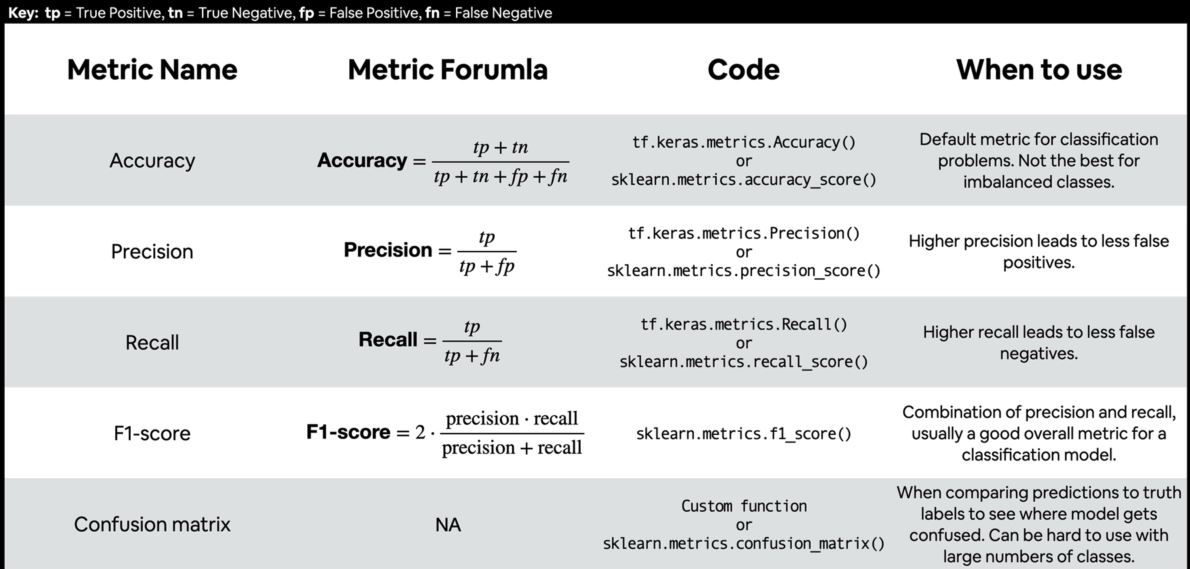 Key: tp = True Positive, tn = True Negative, fp = False Positive, fn = False Negative
Metric Name
Metric Forumla
Code
When to use
Accuracy
Accuracy = \frac{tp + tn}{tp + tn + fp + fn}
tf.keras.metrics.Accuracy()
or
sklearn.metrics.accuracy_score()
Default metric for classification
problems. Not the best for
imbalanced classes.
Precision
Precision = \frac{tp}{tp + fp}
tf.keras.metrics.Precision()
or
sklearn.metrics.precision_score()
Higher precision leads to less false
positives.
Recall
Recall = \frac{tp}{tp + fn}
tf.keras.metrics.Recall()
or
sklearn.metrics.recall_score()
Higher recall leads to less false
negatives.
F1-score
F1-score = 2 · \frac{precision · recall}{precision + recall}
sklearn.metrics.f1_score()
Combination of precision and recall,
usually a good overall metric for a
classification model.
Confusion matrix
NA
Custom function
or
sklearn.metrics.confusion_matrix()
When comparing predictions to truth
labels to see where model gets
confused. Can be hard to use with
large numbers of classes.